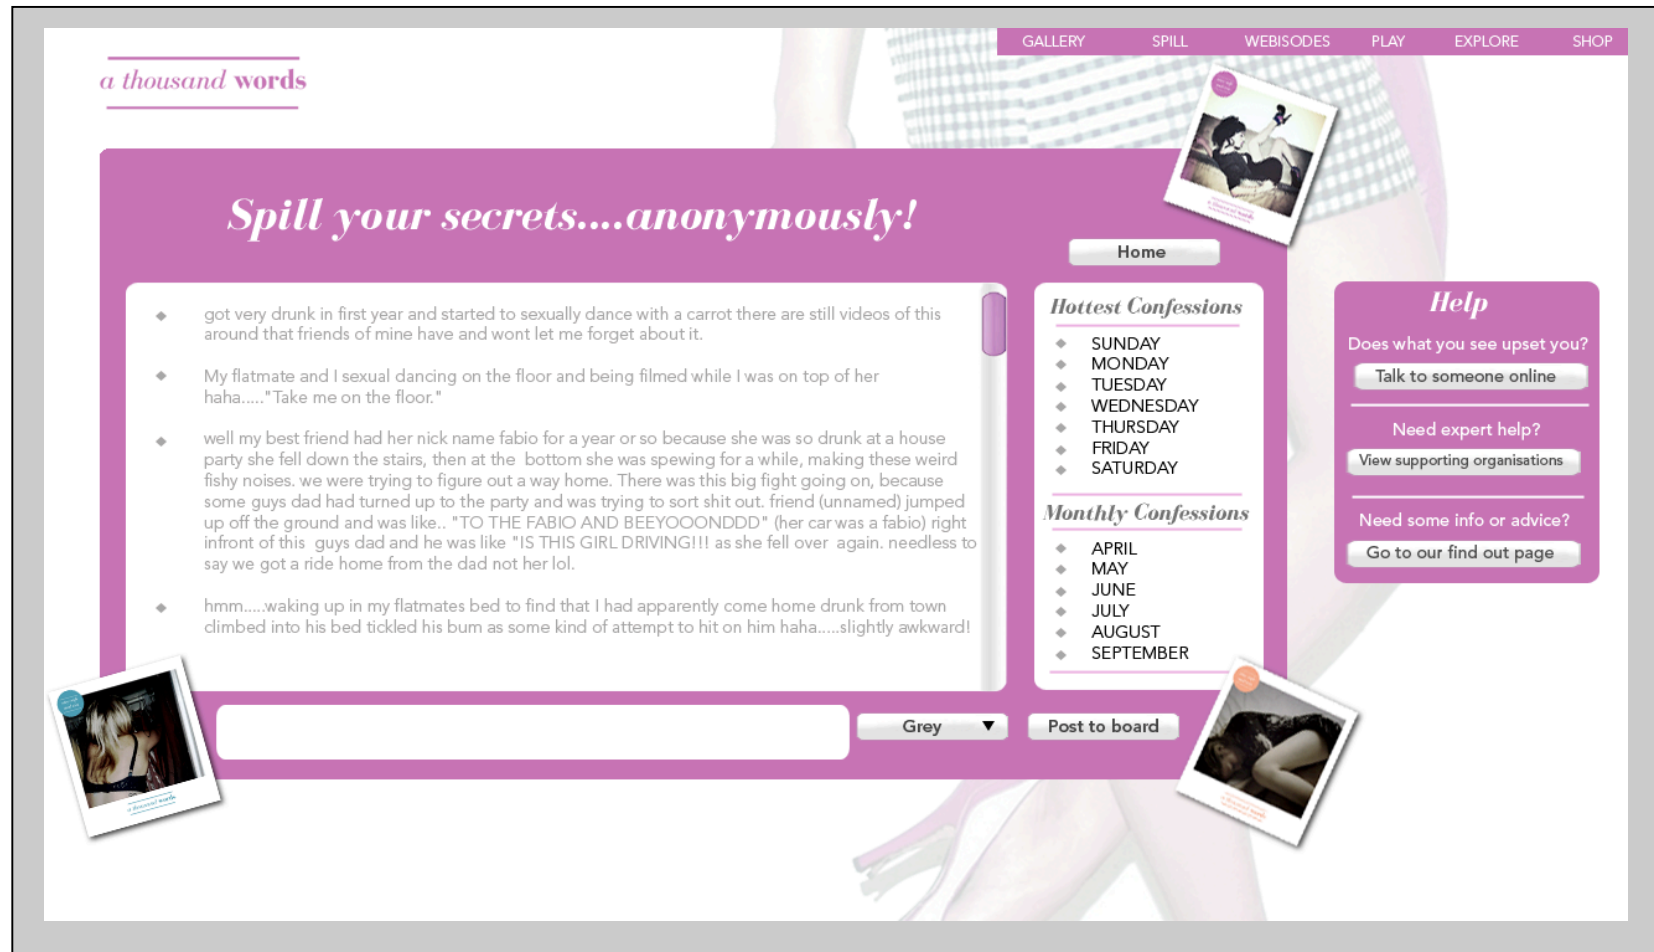 GALLERY SPILL WEBISODES PLAY EXPLORE SHOP
a thousand words
Spill your secrets....anonymously!
Home
got very drunk in first year and started to sexually dance with a carrot there are still videos of this
around that friends of mine have and wont let me forget about it.
My flatmate and I sexual dancing on the floor and being filmed while I was on top of her
haha....."Take me on the floor."
well my best friend had her nick name fabio for a year or so because she was so drunk at a house
party she fell down the stairs, then at the bottom she was spewing for a while, making these weird
fishy noises. we were trying to figure out a way home. There was this big fight going on, because
some guys dad had turned up to the party and was trying to sort shit out. friend (unnamed) jumped
up off the ground and was like.. "TO THE FABIO AND BEEYOOONDDD" (her car was a fabio) right
infront of this guys dad and he was like "IS THIS GIRL DRIVING!!! as she fell over again. needless to
say we got a ride home from the dad not her lol.
hmm.....waking up in my flatmates bed to find that I had apparently come home drunk from town
climbed into his bed tickled his bum as some kind of attempt to hit on him haha.....slightly awkward!
Hottest Confessions
SUNDAY
MONDAY
TUESDAY
WEDNESDAY
THURSDAY
FRIDAY
SATURDAY
Monthly Confessions
APRIL
MAY
JUNE
JULY
AUGUST
SEPTEMBER
Help
Does what you see upset you?
Talk to someone online
Need expert help?
View supporting organisations
Need some info or advice?
Go to our find out page
Grey
Post to board
a thousand words
a thousand words
a thousand words